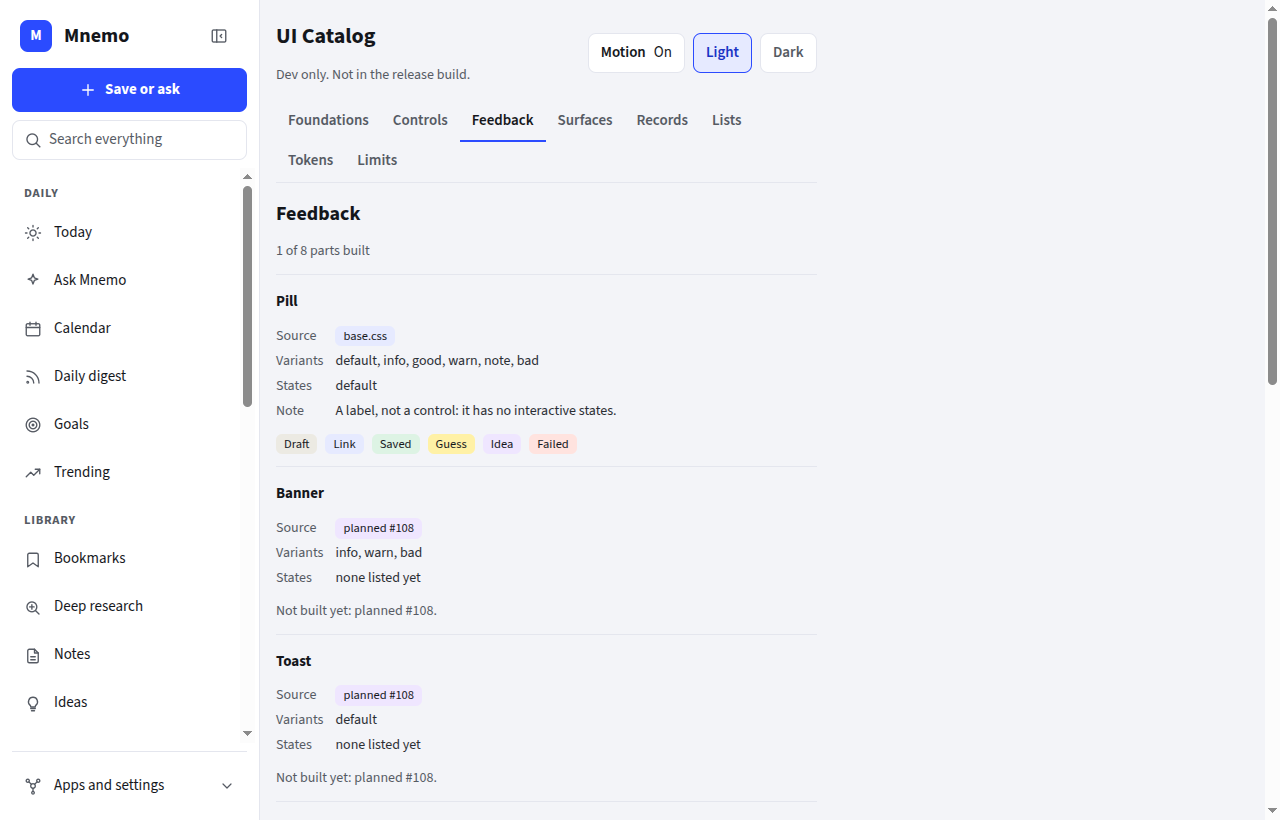 M Mnemo
Save or ask
Search everything
DAILY
Today
Ask Mnemo
Calendar
Daily digest
Goals
Trending
LIBRARY
Bookmarks
Deep research
Notes
Ideas
Apps and settings
UI Catalog
Dev only. Not in the release build.
Motion On
Light
Dark
Foundations Controls Feedback Surfaces Records Lists
Tokens Limits
Feedback
1 of 8 parts built
Pill
Source base.css
Variants default, info, good, warn, note, bad
States default
Note A label, not a control: it has no interactive states.
Draft Link Saved Guess Idea Failed
Banner
Source planned #108
Variants info, warn, bad
States none listed yet
Not built yet: planned #108.
Toast
Source planned #108
Variants default
States none listed yet
Not built yet: planned #108.